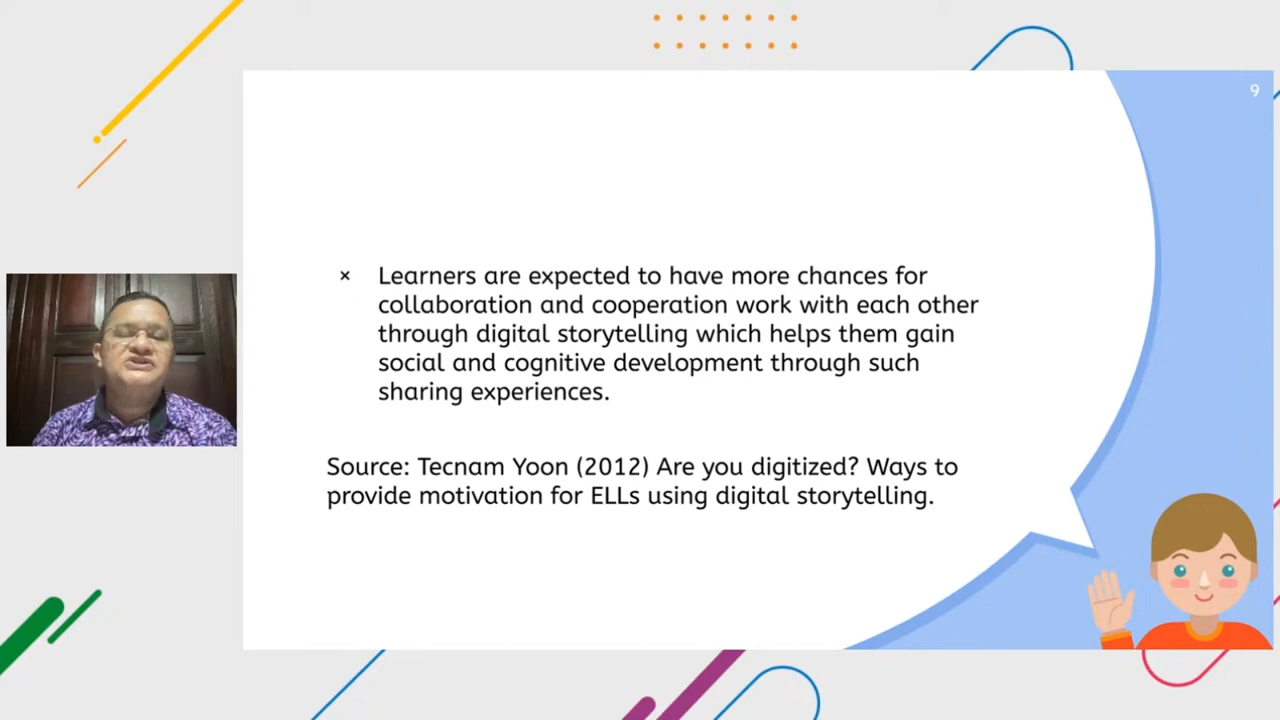 9
× Learners are expected to have more chances for
collaboration and cooperation work with each other
through digital storytelling which helps them gain
social and cognitive development through such
sharing experiences.
Source: Tecnam Yoon (2012) Are you digitized? Ways to
provide motivation for ELLs using digital storytelling.